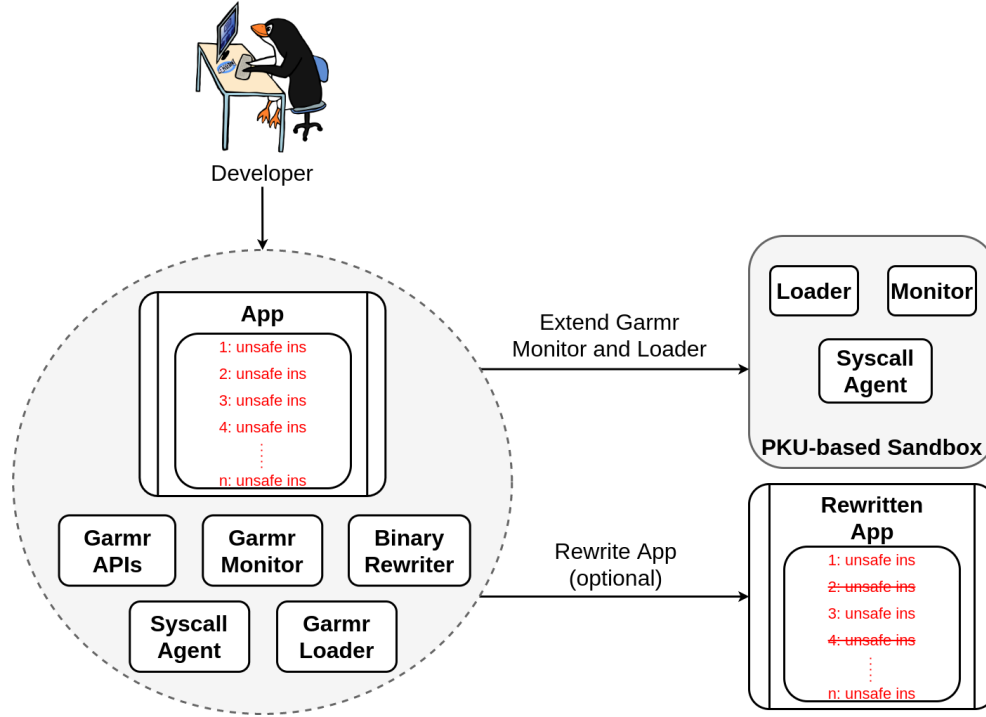 Developer
App
1: unsafe ins
2: unsafe ins
3: unsafe ins
4: unsafe ins
n: unsafe ins
Garmr
APIs
Garmr
Monitor
Binary
Rewriter
Syscall
Agent
Garmr
Loader
Extend Garmr
Monitor and Loader
Loader
Monitor
Syscall
Agent
PKU-based Sandbox
Rewrite App
(optional)
Rewritten
App
1: unsafe ins
2: unsafe ins
3: unsafe ins
4: unsafe ins
n: unsafe ins